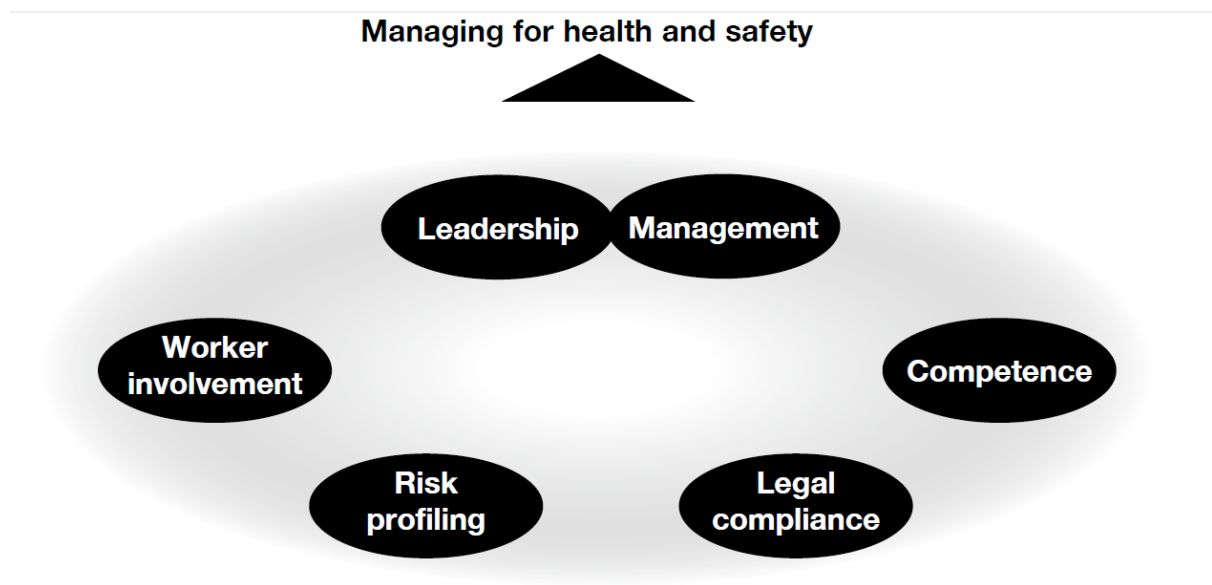 Managing for health and safety
Leadership
Management
Worker
involvement
Competence
Risk
profiling
Legal
compliance